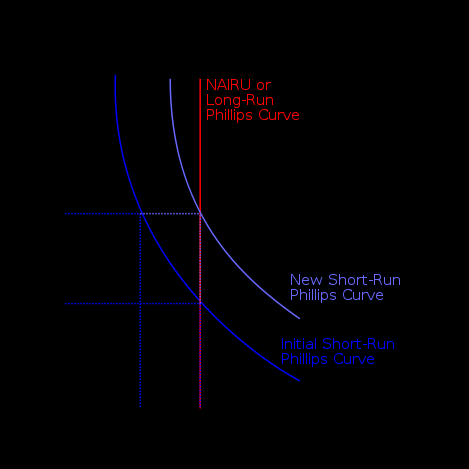 NAIRU or
Long-Run
Phillips Curve
New Short-Run
Phillips Curve
Initial Short-Run
Phillips Curve